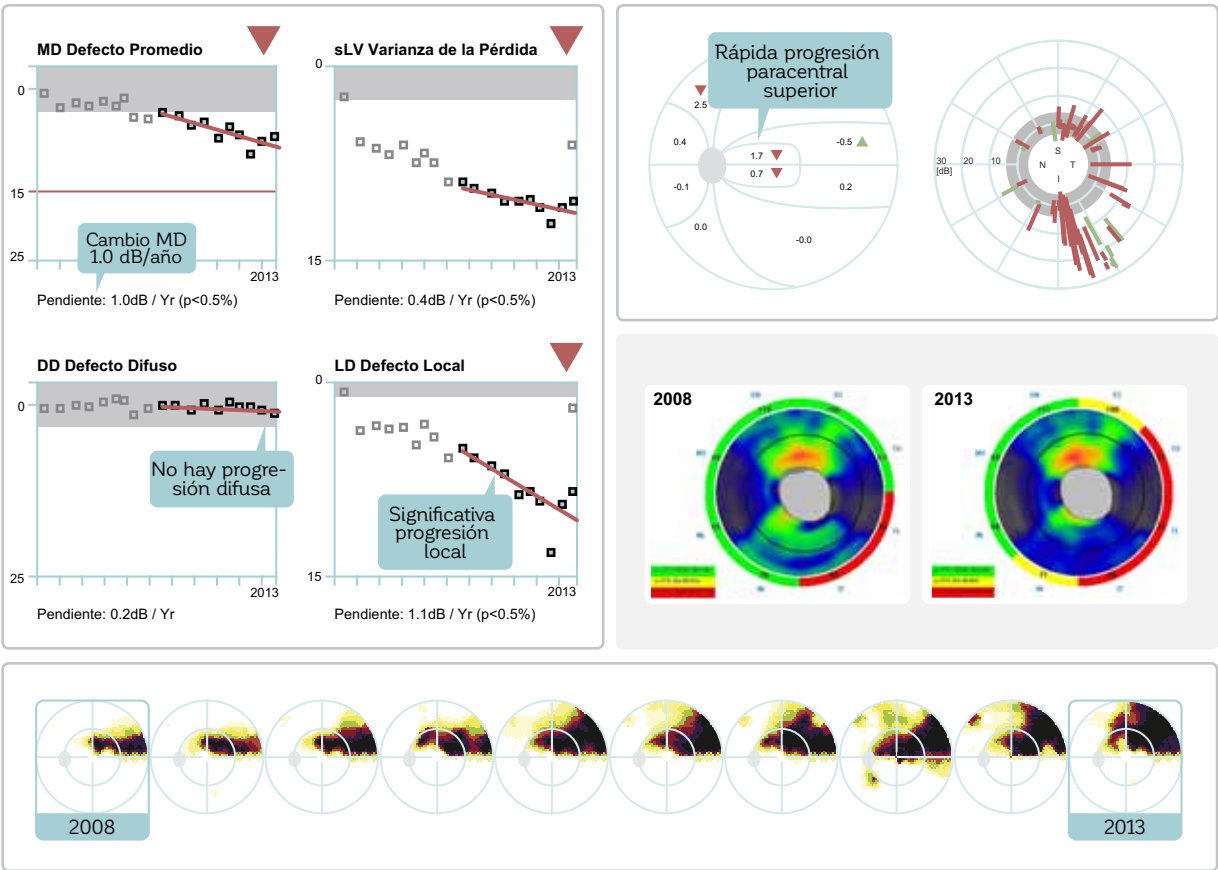 MD Defecto Promedio
0
15
25
Cambio MD
1.0 dB/año
2013
Pendiente: 1.0dB / Yr (p<0.5%)
sLV Varianza de la Pérdida
0
15
2013
Pendiente: 0.4dB / Yr (p<0.5%)
DD Defecto Difuso
0
25
No hay progre-
sión difusa
2013
Pendiente: 0.2dB / Yr
LD Defecto Local
0
15
Significativa
progresión
local
2013
Pendiente: 1.1dB / Yr (p<0.5%)
Rápida progresión
paracentral
superior
2.5
0.4
1.7
-0.5
0.7
-0.1
0.2
0.0
-0.0
30 20 10
[dB]
S
N T
I
2008
2013
2008
2013